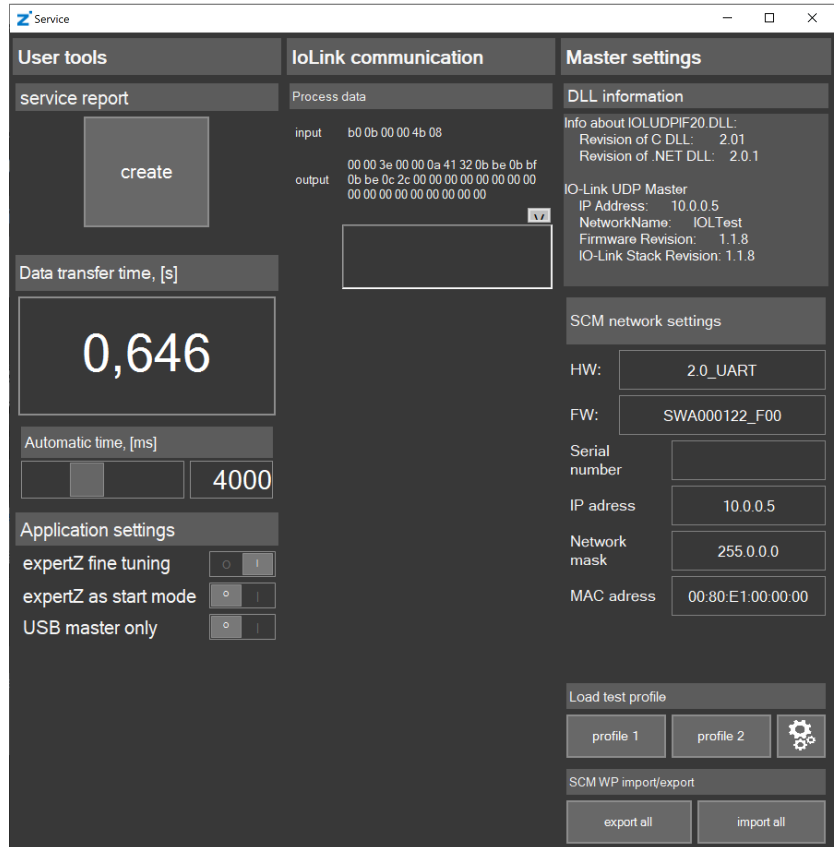 Service
User tools
service report
create
Data transfer time, [s]
0,646
Automatic time, [ms]
4000
Application settings
expertZ fine tuning
O I
expertZ as start mode
O I
USB master only
O I
IoLink communication
Process data
input b0 0b 00 00 4b 08
output 00 00 3e 00 00 0a 41 32 0b be 0b bf
0b be 0c 2c 00 00 00 00 00 00 00 00
00 00 00 00 00 00 00 00
Master settings
DLL information
Info about IOLUDPIF20.DLL:
Revision of C DLL: 2.01
Revision of .NET DLL: 2.0.1
IO-Link UDP Master
IP Address: 10.0.0.5
NetworkName: IOLTest
Firmware Revision: 1.1.8
IO-Link Stack Revision: 1.1.8
SCM network settings
HW: 2.0_UART
FW: SWA000122_F00
Serial
number
IP adress 10.0.0.5
Network
mask 255.0.0.0
MAC adress 00:80:E1:00:00:00
Load test profile
profile 1 profile 2
SCM WP import/export
export all import all